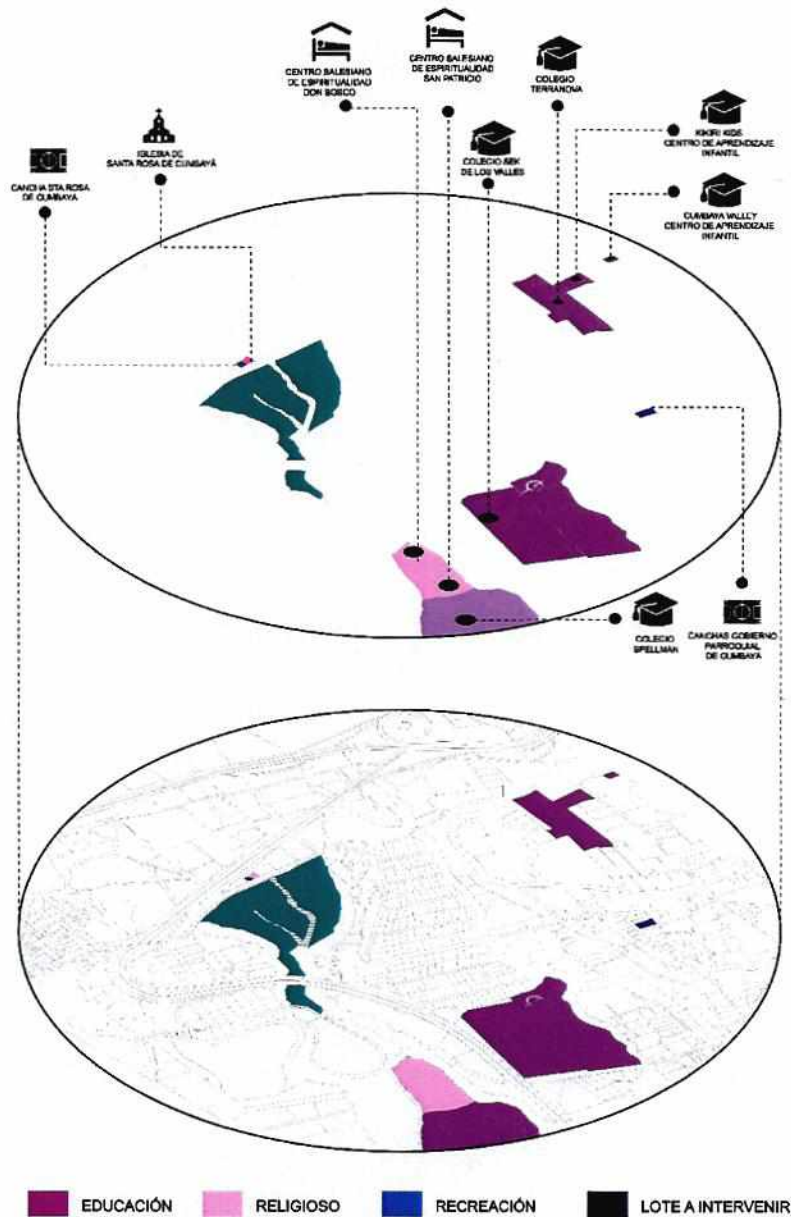 CENTRO SALESIANO
DE ESPIRITUALIDAD
DON BOSCO
CENTRO SALESIANO
DE ESPIRITUALIDAD
SAN PATRICIO
COLEGIO
TERRANOVA
IGLESIA DE
SANTA ROSA DE CUMBAYÁ
COLEGIO SEK
DE LOS VALLES
KIKIRI KIDS
CENTRO DE APRENDIZAJE
INFANTIL
CANCHA STA ROSA
DE CUMBAYA
CUMBAYA VALLEY
CENTRO DE APRENDIZAJE
INFANTIL
COLEGIO
SPELLMAN
CANCHAS GOBIERNO
PARROQUIAL
DE CUMBAYA
EDUCACIÓN
RELIGIOSO
RECREACIÓN
LOTE A INTERVENIR